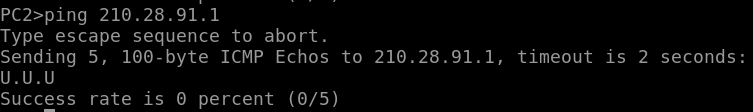 PC2>ping 210.28.91.1
Type escape sequence to abort.
Sending 5, 100-byte ICMP Echos to 210.28.91.1, timeout is 2 seconds:
U.U.U
Success rate is 0 percent (0/5)